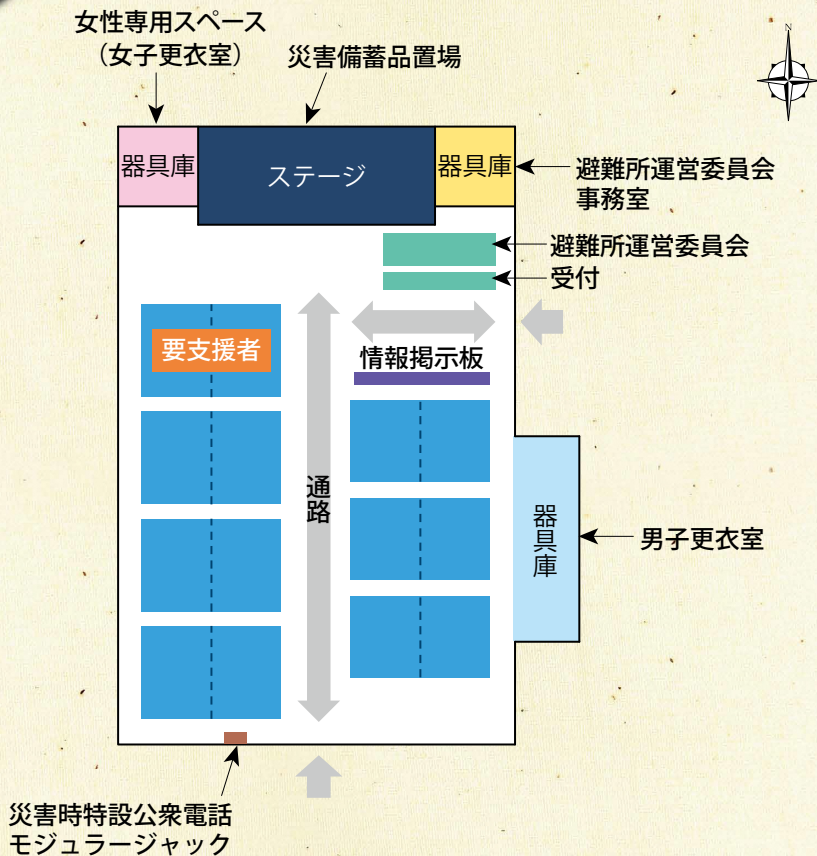 女性専用スペース
（女子更衣室）
災害備蓄品置場
N
器具庫
ステージ
器具庫
避難所運営委員会
事務室
避難所運営委員会
受付
要支援者
情報掲示板
通路
器具庫
男子更衣室
災害時特設公衆電話
モジュラージャック